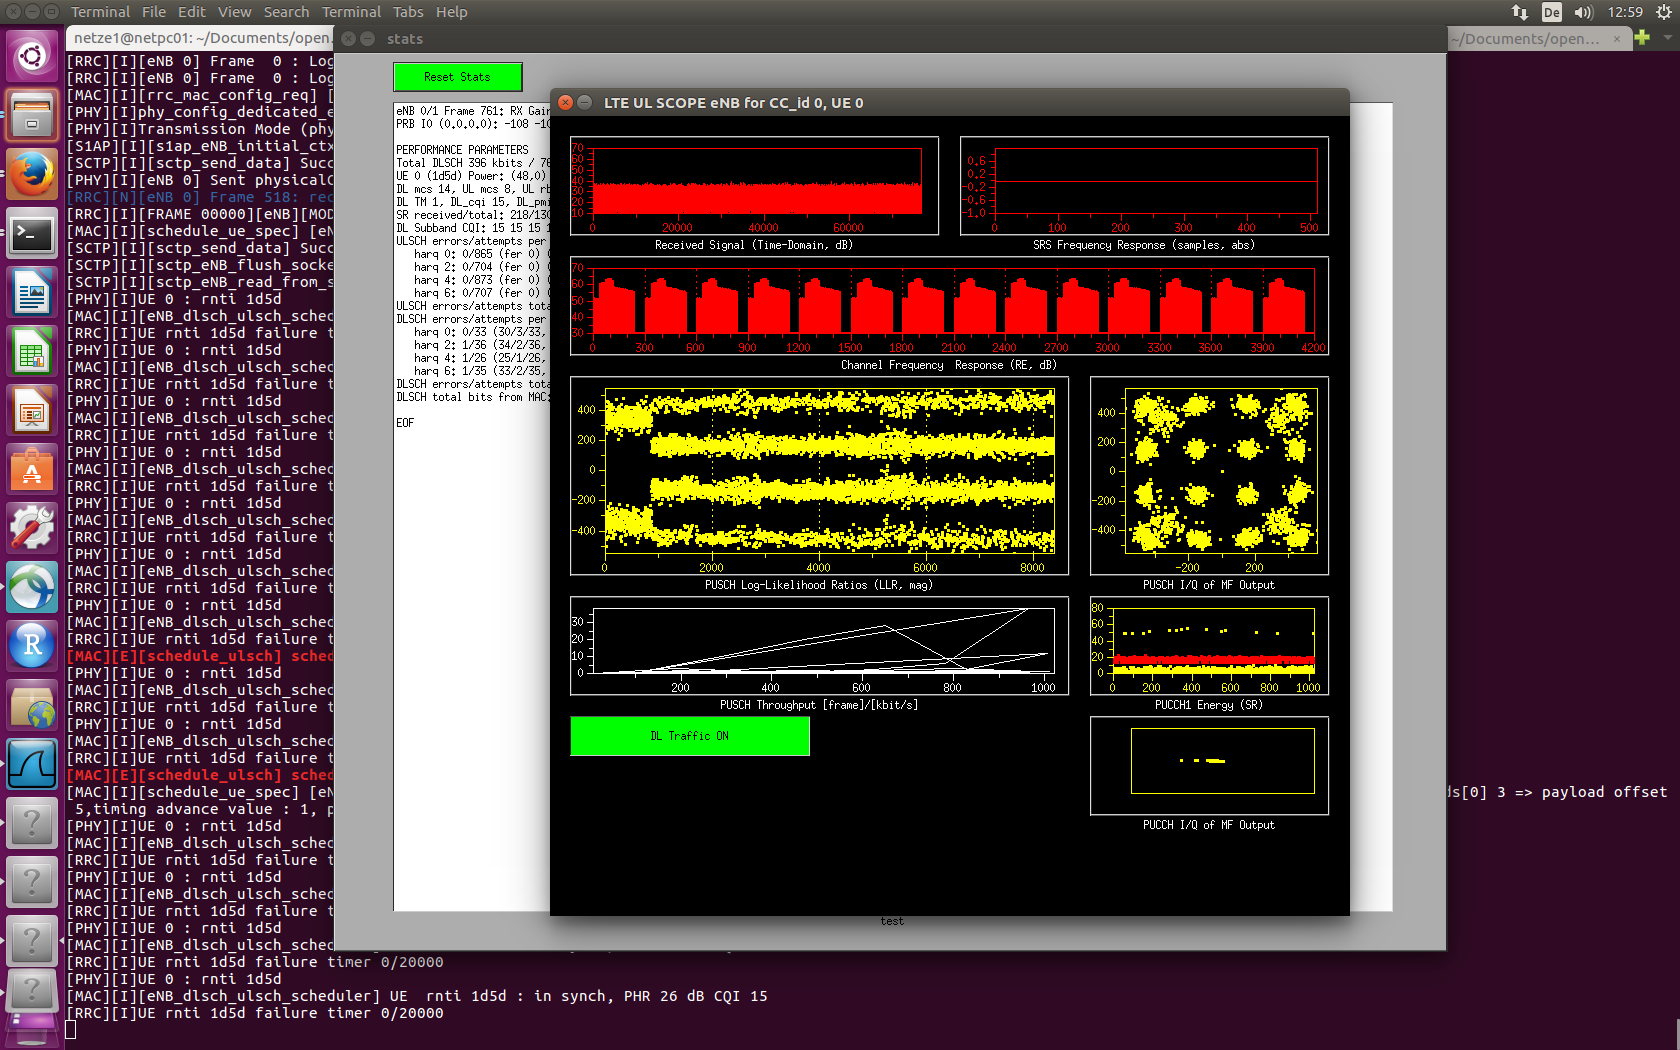 Terminal File Edit View Search Terminal Tabs Help
De 12:59
netze1@netpc01: ~/Documents/open
~/Documents/open... ×
stats
[RRC][I][eNB 0] Frame 0 : Log
[RRC][I][eNB 0] Frame 0 : Log
[MAC][I][rrc_mac_config_req] [
[PHY][I]phy_config_dedicated_e
[PHY][I]Transmission Mode (phy
[S1AP][I][s1ap_eNB_initial_ctx
[SCTP][I][sctp_send_data] Succ
[PHY][I][eNB 0] Sent physicalC
[RRC][N][eNB 0] Frame 518: rec
[RRC][I][FRAME 00000][eNB][MOD
[MAC][I][schedule_ue_spec] [eN
[SCTP][I][sctp_send_data] Succ
[SCTP][I][sctp_eNB_flush_socke
[SCTP][I][sctp_eNB_read_from_s
[PHY][I]UE 0 : rnti 1d5d
[MAC][I][eNB_dlsch_ulsch_sched
[RRC][I]UE rnti 1d5d failure t
[PHY][I]UE 0 : rnti 1d5d
[MAC][I][eNB_dlsch_ulsch_sched
[RRC][I]UE rnti 1d5d failure t
[PHY][I]UE 0 : rnti 1d5d
[MAC][I][eNB_dlsch_ulsch_sched
[RRC][I]UE rnti 1d5d failure t
[PHY][I]UE 0 : rnti 1d5d
[MAC][I][eNB_dlsch_ulsch_sched
[RRC][I]UE rnti 1d5d failure t
[PHY][I]UE 0 : rnti 1d5d
[MAC][I][eNB_dlsch_ulsch_sched
[RRC][I]UE rnti 1d5d failure t
[PHY][I]UE 0 : rnti 1d5d
[MAC][I][eNB_dlsch_ulsch_sched
[RRC][I]UE rnti 1d5d failure t
[PHY][I]UE 0 : rnti 1d5d
[MAC][I][eNB_dlsch_ulsch_sched
[RRC][I]UE rnti 1d5d failure t
[MAC][E][schedule_ulsch] sched
[PHY][I]UE 0 : rnti 1d5d
[MAC][I][eNB_dlsch_ulsch_sched
[RRC][I]UE rnti 1d5d failure t
[PHY][I]UE 0 : rnti 1d5d
[MAC][I][eNB_dlsch_ulsch_sched
[RRC][I]UE rnti 1d5d failure t
[MAC][E][schedule_ulsch] sched
[MAC][I][schedule_ue_spec] [eN
ds[0] 3 => payload offset
5,timing advance value : 1, p
[PHY][I]UE 0 : rnti 1d5d
[MAC][I][eNB_dlsch_ulsch_sched
[RRC][I]UE rnti 1d5d failure t
[PHY][I]UE 0 : rnti 1d5d
[MAC][I][eNB_dlsch_ulsch_sched
[RRC][I]UE rnti 1d5d failure t
[PHY][I]UE 0 : rnti 1d5d
[MAC][I][eNB_dlsch_ulsch_sched
[RRC][I]UE rnti 1d5d failure timer 0/20000
[PHY][I]UE 0 : rnti 1d5d
[MAC][I][eNB_dlsch_ulsch_scheduler] UE rnti 1d5d : in synch, PHR 26 dB CQI 15
[RRC][I]UE rnti 1d5d failure timer 0/20000
Reset Stats
eNB 0/1 Frame 761: RX Gain
PRB I0 (0.0.0.0): -108 -10
PERFORMANCE PARAMETERS
Total DLSCH 396 kbits / 76
UE 0 (1d5d) Power: (48,0)
DL mcs 14, UL mcs 8, UL rb
DL TM 1, DL_cqi 15, DL_pmi
SR received/total: 218/130
DL Subband CQI: 15 15 15 1
ULSCH errors/attempts per
harq 0: 0/865 (fer 0) (
harq 2: 0/704 (fer 0) (
harq 4: 0/873 (fer 0) (
harq 6: 0/707 (fer 0) (
ULSCH errors/attempts tota
DLSCH errors/attempts per
harq 0: 0/33 (30/3/33,
harq 2: 1/36 (34/2/36,
harq 4: 1/26 (25/1/26,
harq 6: 1/35 (33/2/35,
DLSCH errors/attempts tota
DLSCH total bits from MAC:
EOF
test
LTE UL SCOPE eNB for CC_id 0, UE 0
70
60
50
40
30
20
10
0 20000 40000 60000
Received Signal (Time-Domain, dB)
0.6
0.2
-0.2
-0.6
-1.0
0 100 200 300 400 500
SRS Frequency Response (samples, abs)
70
60
50
40
30
0 300 600 900 1200 1500 1800 2100 2400 2700 3000 3300 3600 3900 4200
Channel Frequency Response (RE, dB)
400
200
0
-200
-400
0 2000 4000 6000 8000
PUSCH Log-Likelihood Ratios (LLR, mag)
400
200
0
-200
-400
-200 200
PUSCH I/Q of MF Output
30
20
10
0
200 400 600 800 1000
PUSCH Throughput [frame]/[kbit/s]
80
60
40
20
0
0 200 400 600 800 1000
PUCCH1 Energy (SR)
DL Traffic ON
PUCCH I/Q of MF Output